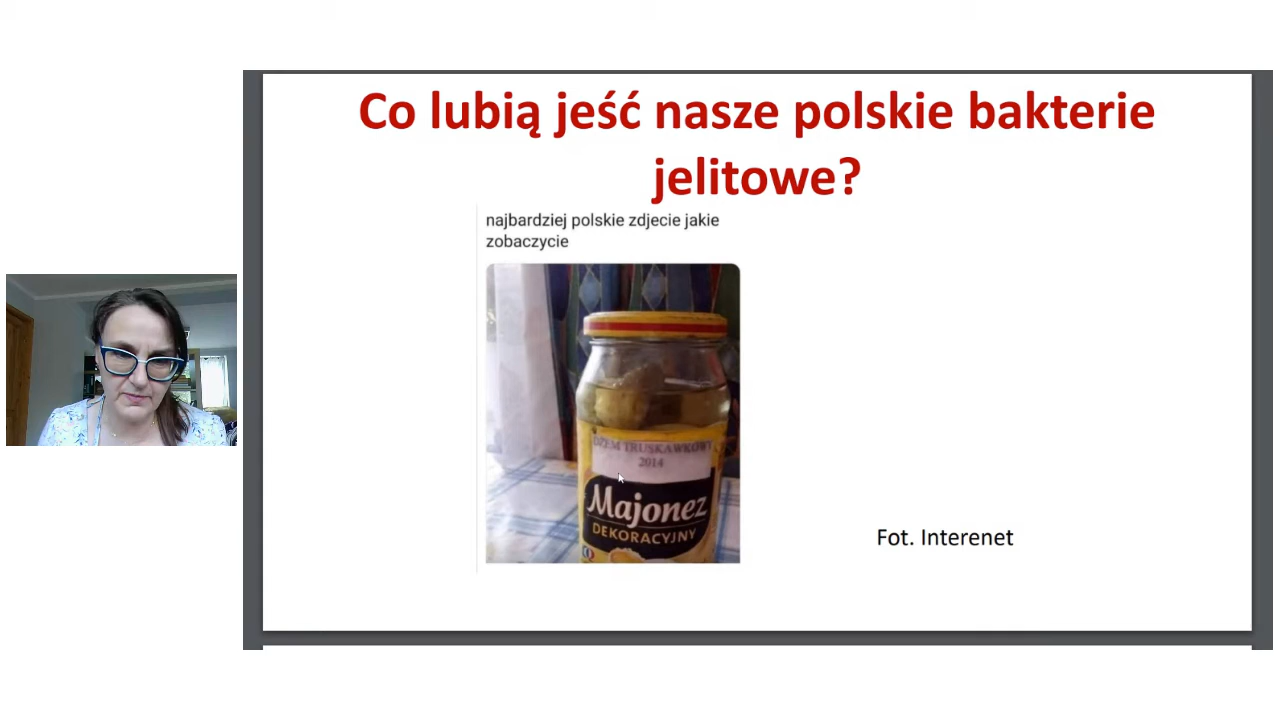 Co lubią jeść nasze polskie bakterie
jelitowe?
najbardziej polskie zdjecie jakie
zobaczycie
DŻEM TRUSKAWKOWY
2014
Majonez
DEKORACYJNY
Fot. Interenet